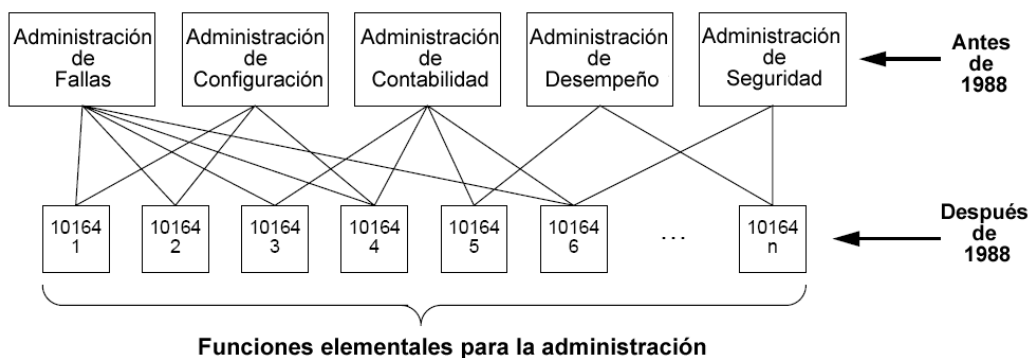 Administración
de
Fallas
Administración
de
Configuración
Administración
de
Contabilidad
Administración
de
Desempeño
Administración
de
Seguridad
Antes
de
1988
10164
1
10164
2
10164
3
10164
4
10164
5
10164
6
...
10164
n
Después
de
1988
Funciones elementales para la administración